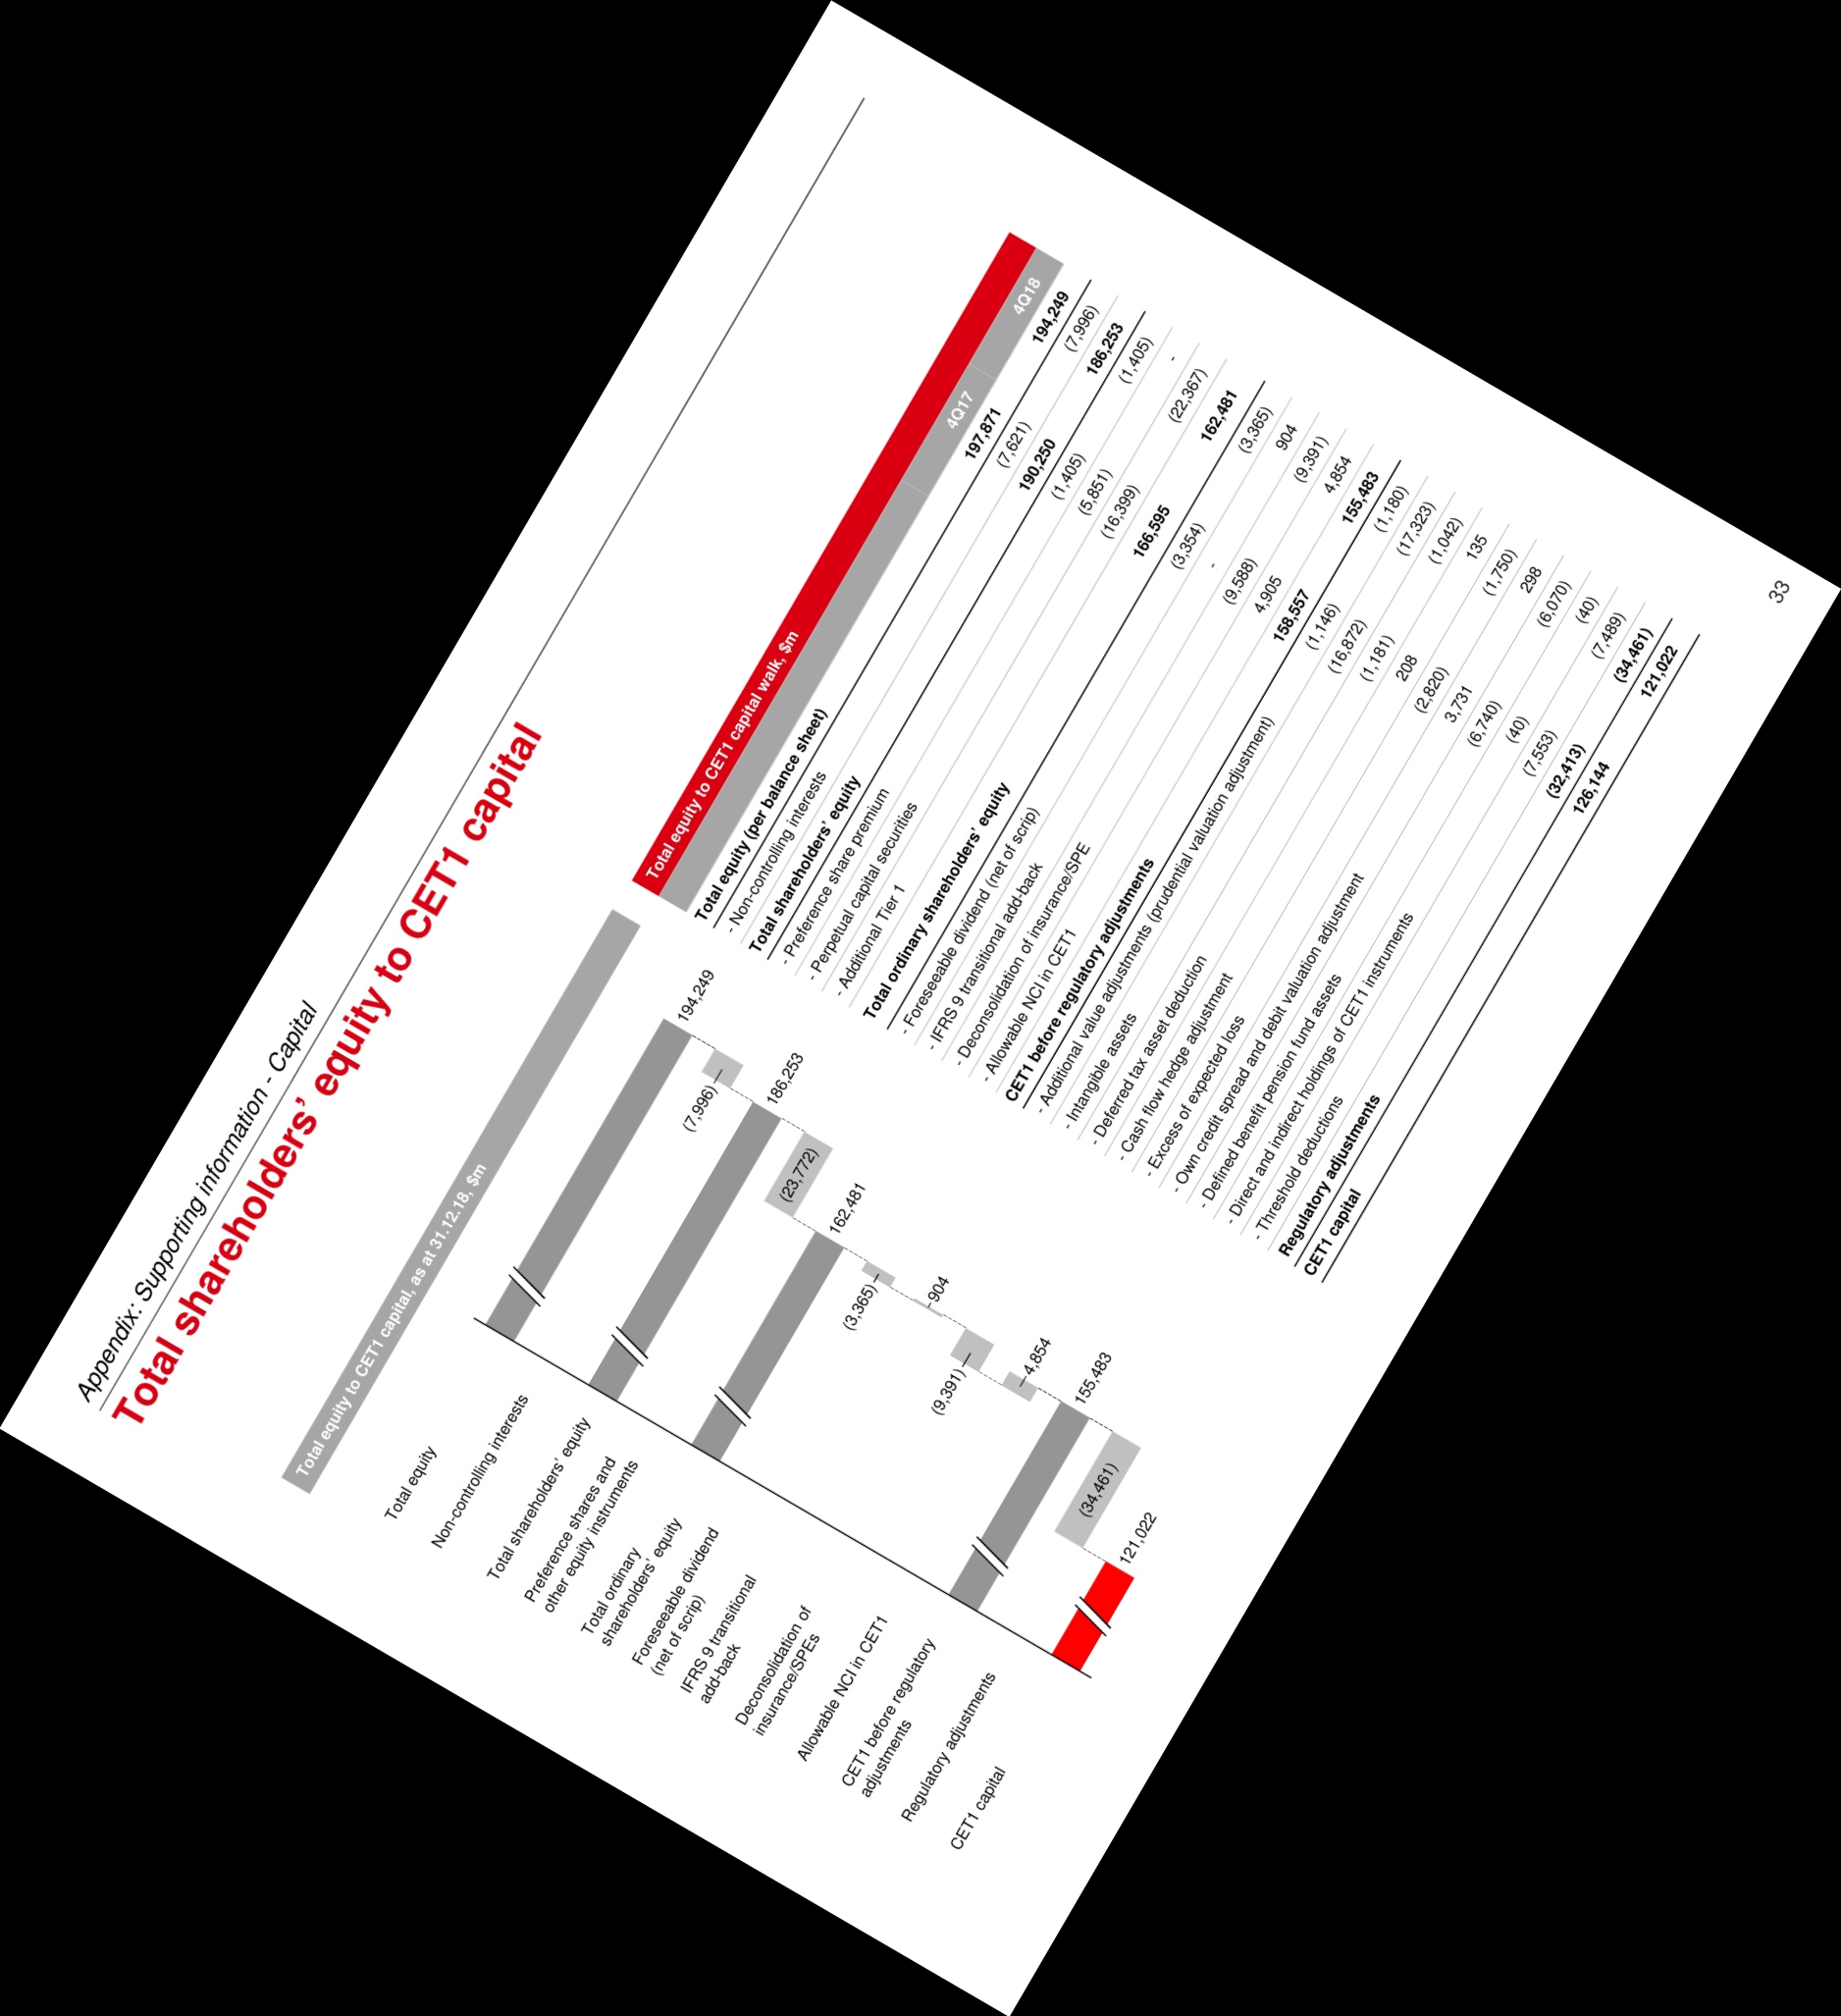 Appendix: Supporting information - Capital
Total shareholders’ equity to CET1 capital
Total equity to CET1 capital, as at 31.12.18, $m
Total equity 194,249
Non-controlling interests (7,996)
Total shareholders’ equity 186,253
Preference shares and
other equity instruments (23,772)
Total ordinary
shareholders’ equity 162,481
Foreseeable dividend
(net of scrip) (3,365)
IFRS 9 transitional
add-back 904
Deconsolidation of
insurance/SPEs (9,391)
Allowable NCI in CET1 4,854
CET1 before regulatory
adjustments 155,483
Regulatory adjustments (34,461)
CET1 capital 121,022
Total equity to CET1 capital walk, $m
4Q17 4Q18
Total equity (per balance sheet) 197,871 194,249
- Non-controlling interests (7,621) (7,996)
Total shareholders’ equity 190,250 186,253
- Preference share premium (1,405) (1,405)
- Perpetual capital securities (5,851) -
- Additional Tier 1 (16,399) (22,367)
Total ordinary shareholders’ equity 166,595 162,481
- Foreseeable dividend (net of scrip) (3,354) (3,365)
- IFRS 9 transitional add-back - 904
- Deconsolidation of insurance/SPE (9,588) (9,391)
- Allowable NCI in CET1 4,905 4,854
CET1 before regulatory adjustments 158,557 155,483
- Additional value adjustments (prudential valuation adjustment) (1,146) (1,180)
- Intangible assets (16,872) (17,323)
- Deferred tax asset deduction (1,181) (1,042)
- Cash flow hedge adjustment 208 135
- Excess of expected loss (2,820) (1,750)
- Own credit spread and debit valuation adjustment 3,731 298
- Defined benefit pension fund assets (6,740) (6,070)
- Direct and indirect holdings of CET1 instruments (40) (40)
- Threshold deductions (7,553) (7,489)
Regulatory adjustments (32,413) (34,461)
CET1 capital 126,144 121,022
33